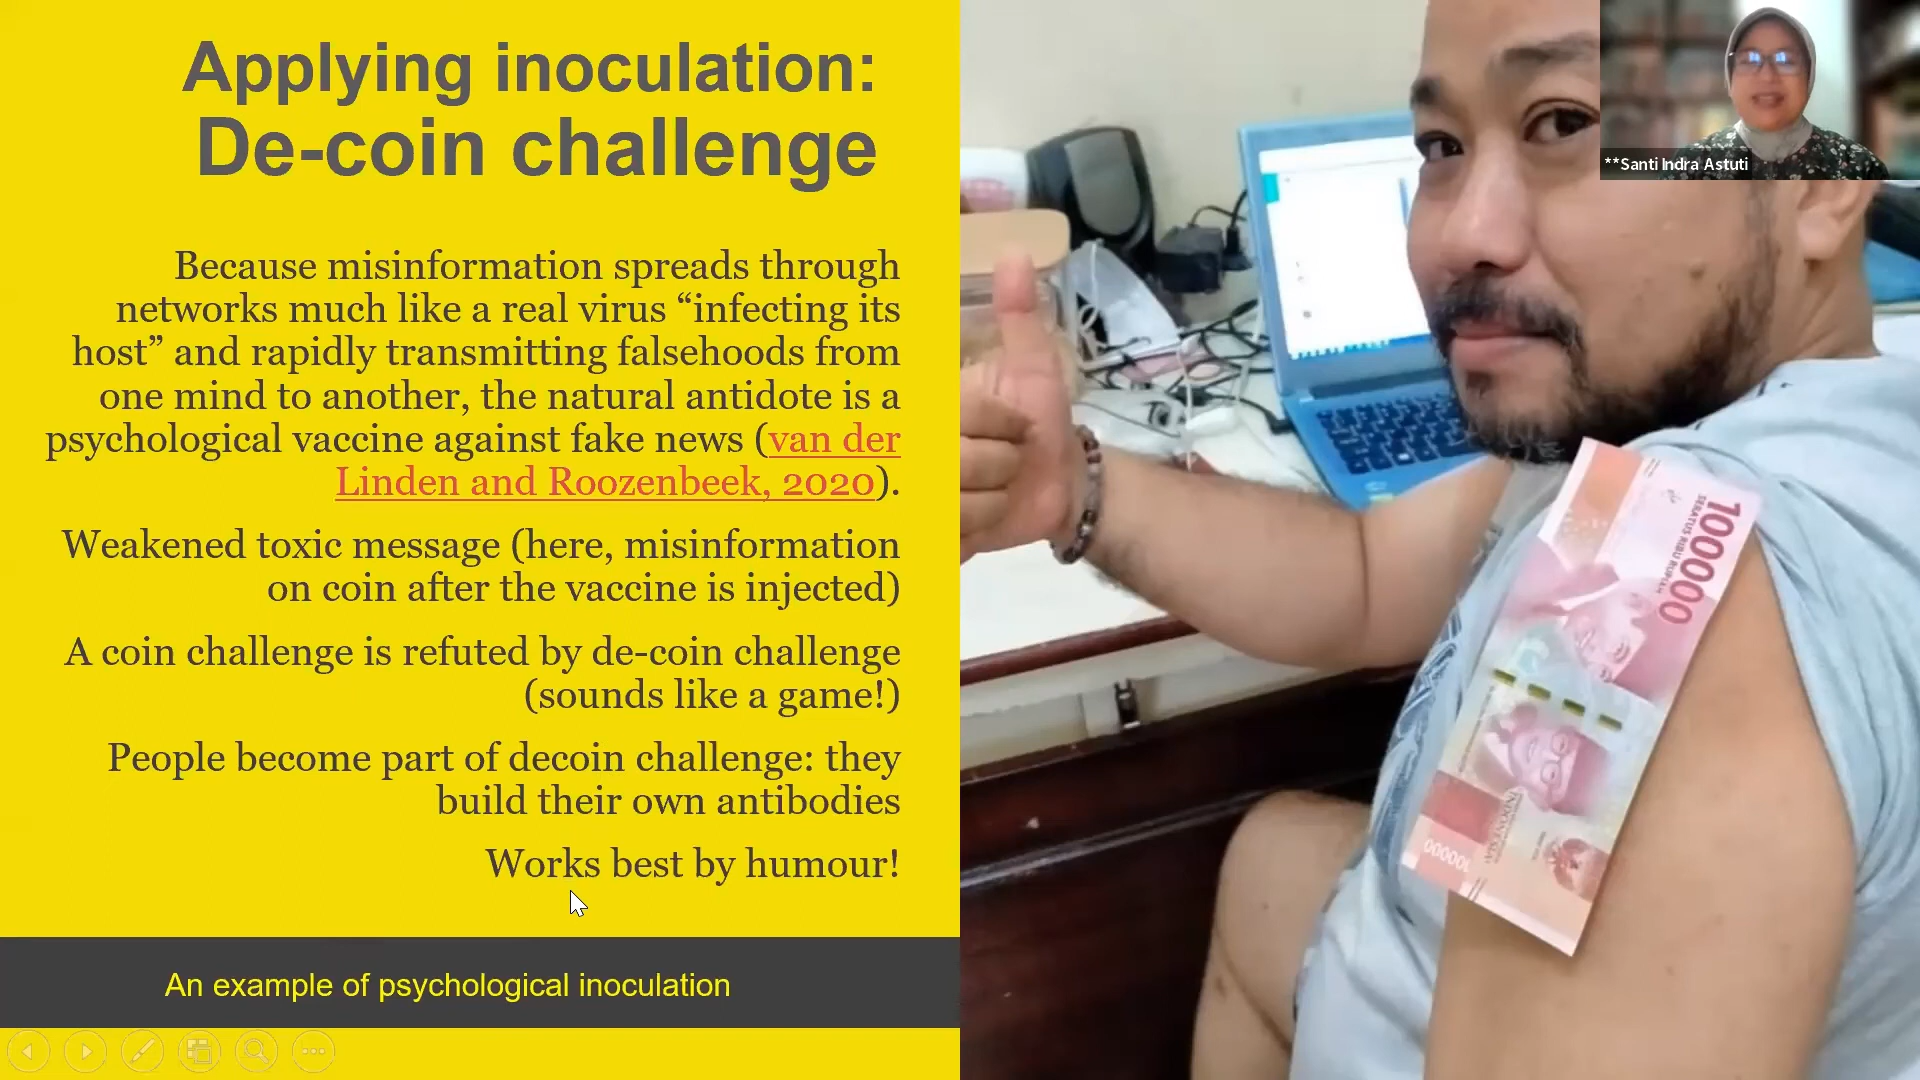 Applying inoculation:
De-coin challenge
Because misinformation spreads through
networks much like a real virus “infecting its
host” and rapidly transmitting falsehoods from
one mind to another, the natural antidote is a
psychological vaccine against fake news (van der
Linden and Roozenbeek, 2020).
Weakened toxic message (here, misinformation
on coin after the vaccine is injected)
A coin challenge is refuted by de-coin challenge
(sounds like a game!)
People become part of decoin challenge: they
build their own antibodies
Works best by humour!
An example of psychological inoculation
**Santi Indra Astuti
100000
SERATUS RIBU RUPIAH
INDONESIA
100000